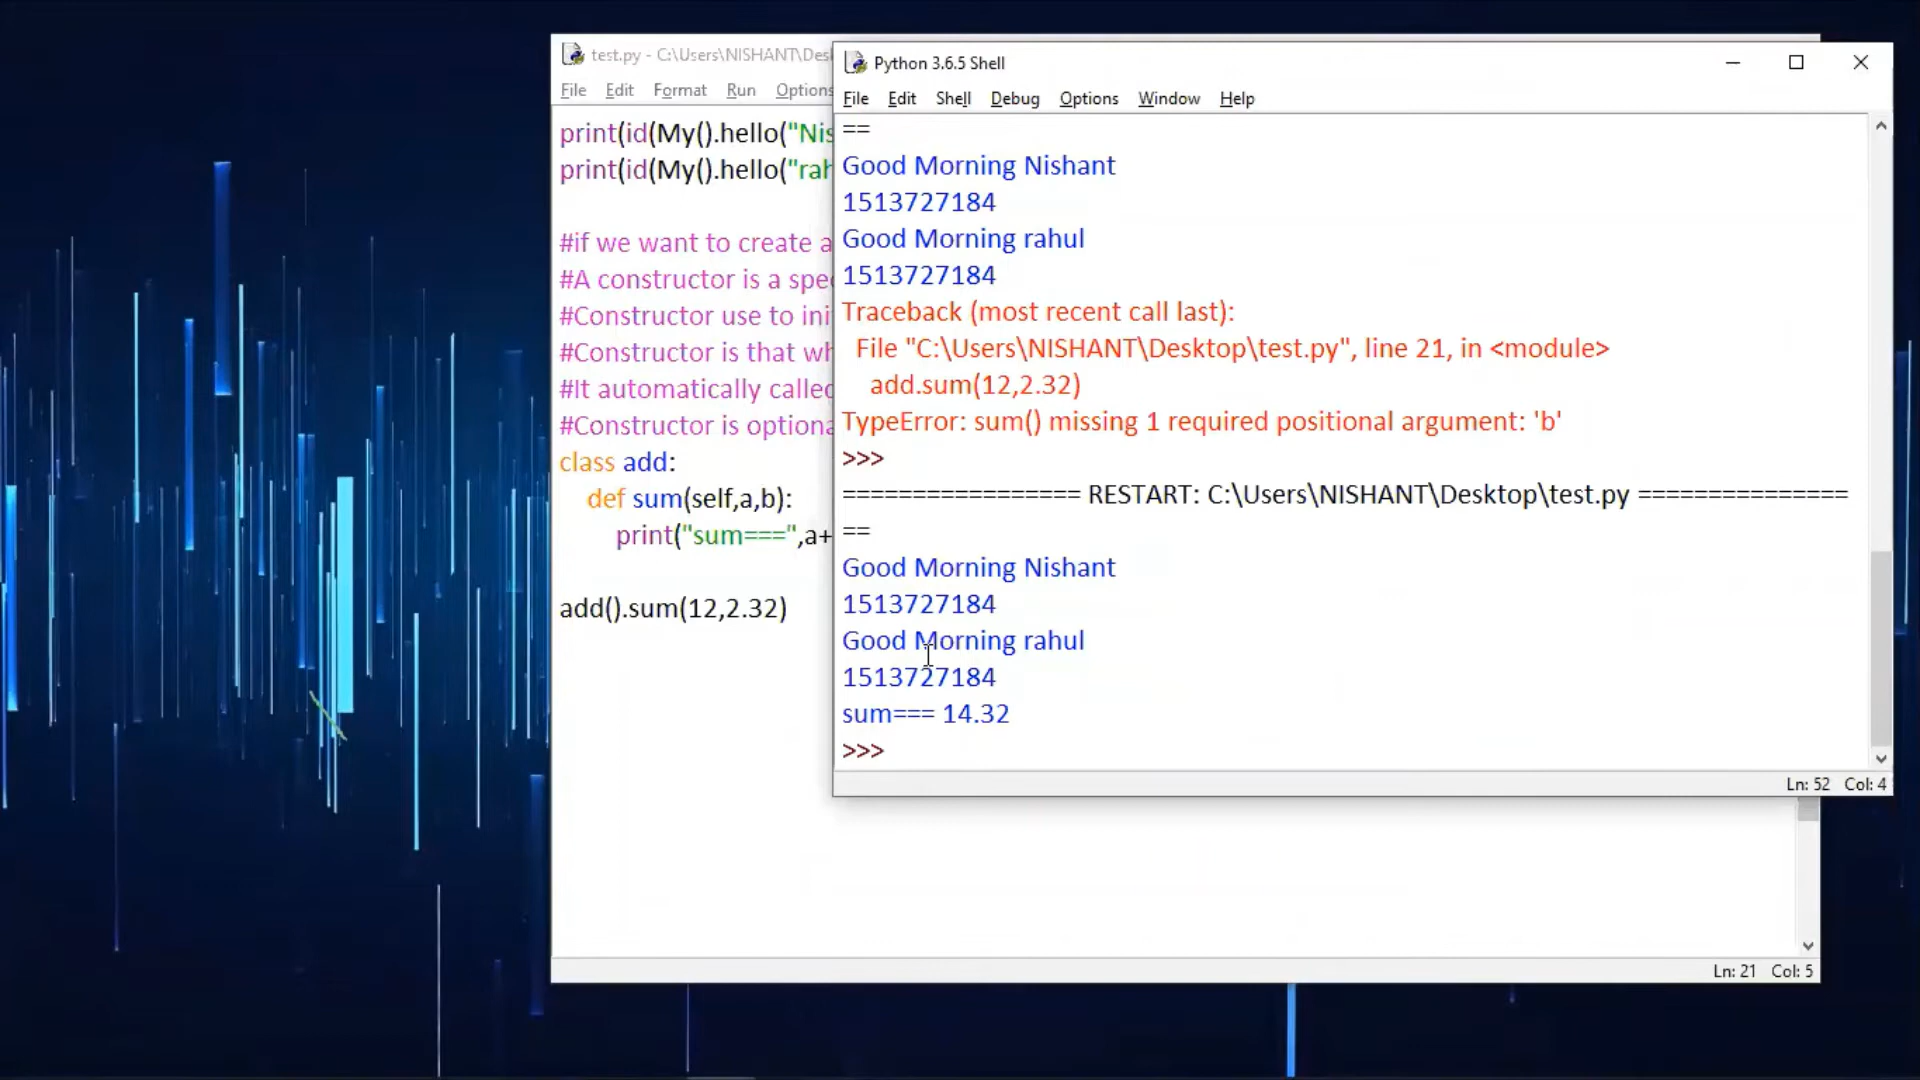 test.py - C:\Users\NISHANT\Des
File Edit Format Run Options
print(id(My().hello("Nis
print(id(My().hello("rah
#if we want to create a
#A constructor is a spe
#Constructor use to ini
#Constructor is that wh
#It automatically called
#Constructor is optiona
class add:
def sum(self,a,b):
print("sum===",a+
add().sum(12,2.32)
Ln: 21 Col: 5
Python 3.6.5 Shell
File Edit Shell Debug Options Window Help
==
Good Morning Nishant
1513727184
Good Morning rahul
1513727184
Traceback (most recent call last):
File "C:\Users\NISHANT\Desktop\test.py", line 21, in <module>
add.sum(12,2.32)
TypeError: sum() missing 1 required positional argument: 'b'
>>>
================= RESTART: C:\Users\NISHANT\Desktop\test.py ===============
==
Good Morning Nishant
1513727184
Good Morning rahul
1513727184
sum=== 14.32
>>>
Ln: 52 Col: 4